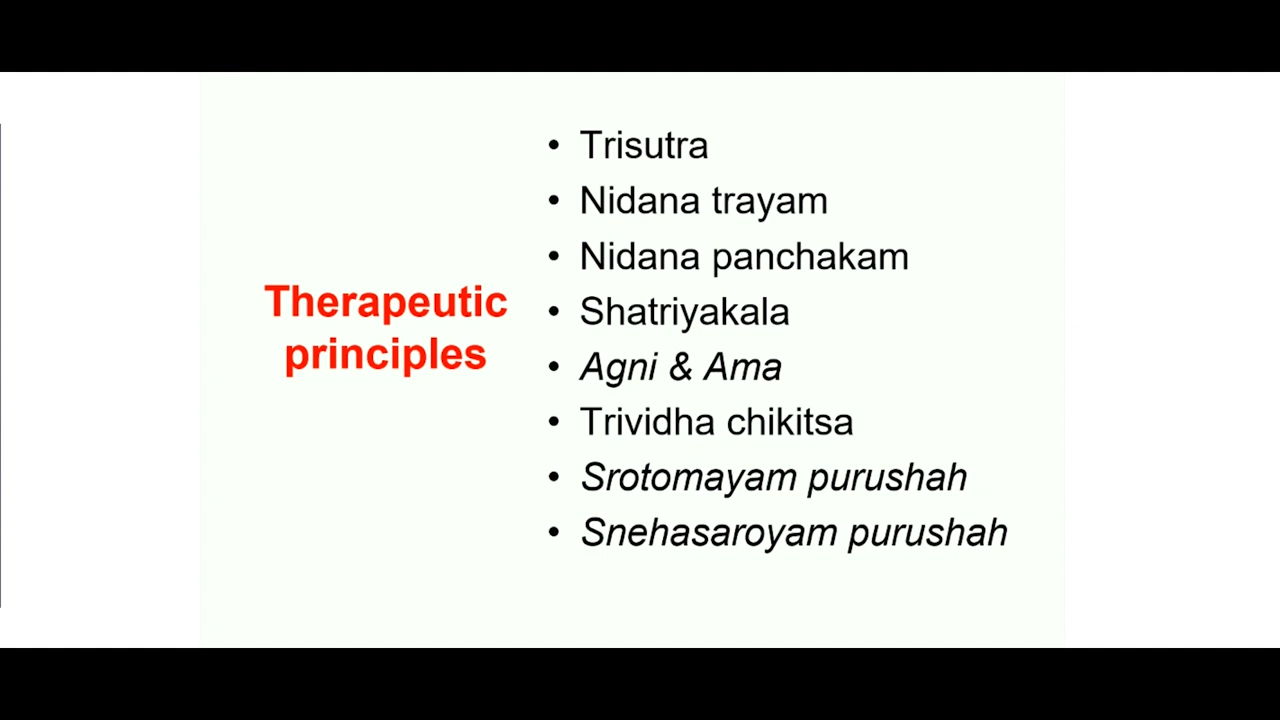 Therapeutic
principles
• Trisutra
• Nidana trayam
• Nidana panchakam
• Shatriyakala
• Agni & Ama
• Trividha chikitsa
• Srotomayam purushah
• Snehasaroyam purushah